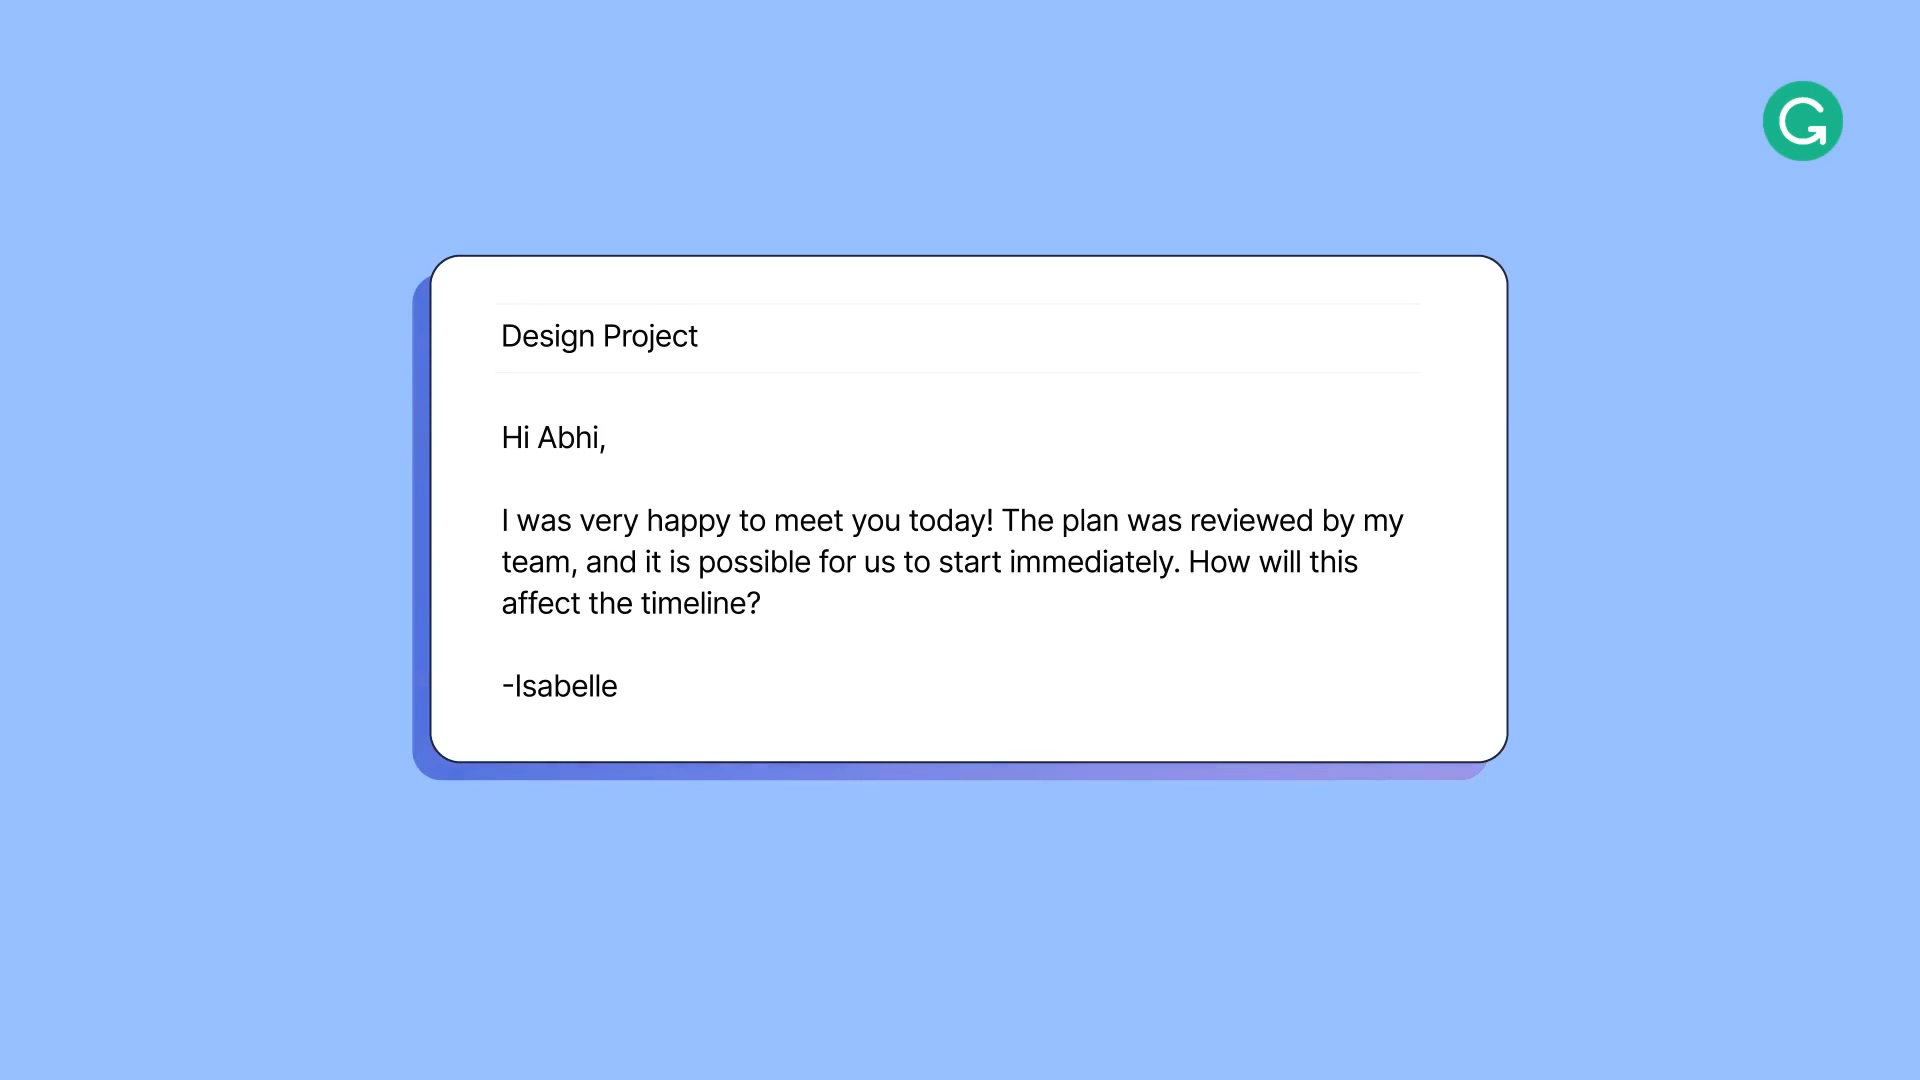 Design Project
Hi Abhi,
I was very happy to meet you today! The plan was reviewed by my
team, and it is possible for us to start immediately. How will this
affect the timeline?
-Isabelle